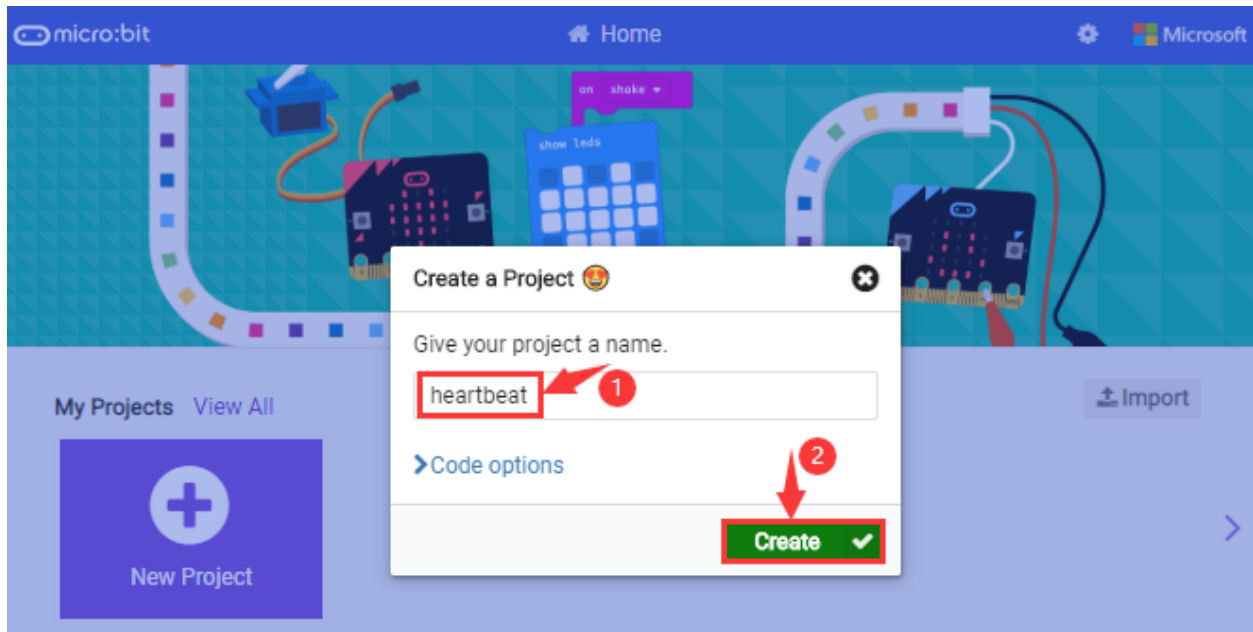 micro:bit
Home
Microsoft
on shake
show leds
Create a Project 😍
Give your project a name.
heartbeat
1
My Projects View All
Import
Code options
2
Create
New Project